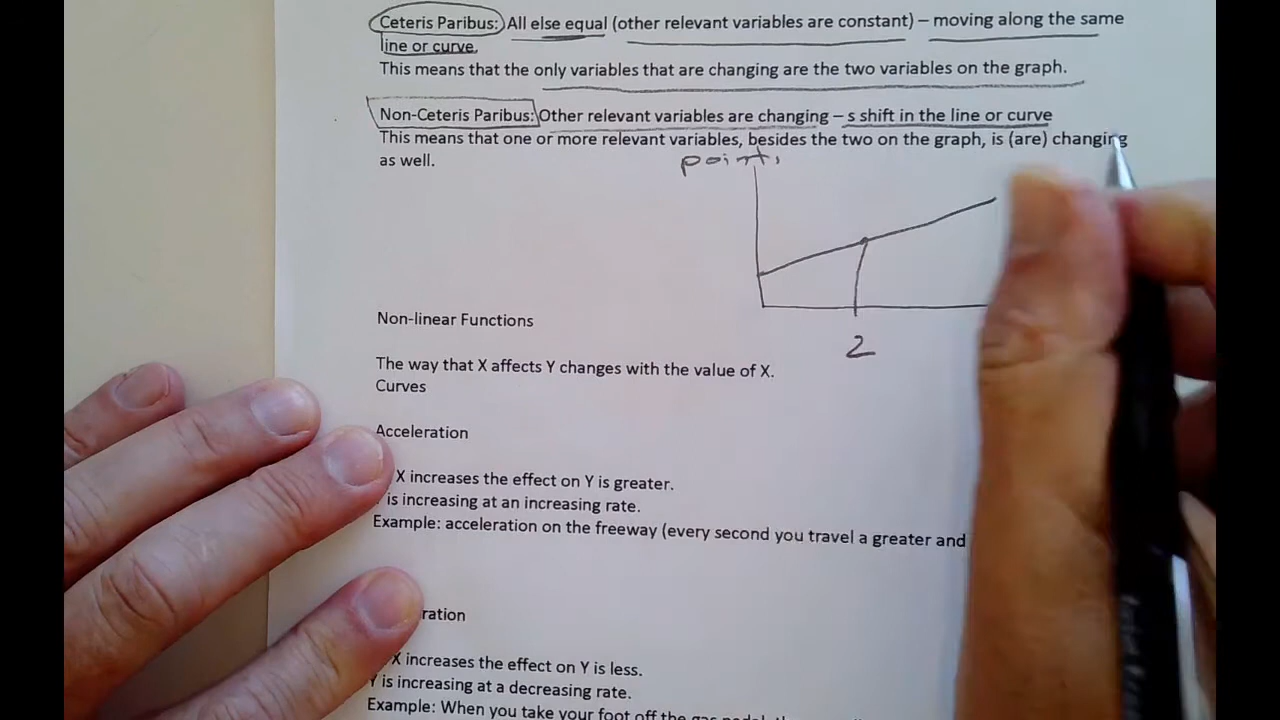 Ceteris Paribus: All else equal (other relevant variables are constant) – moving along the same
line or curve.
This means that the only variables that are changing are the two variables on the graph.
Non-Ceteris Paribus: Other relevant variables are changing – s shift in the line or curve
This means that one or more relevant variables, besides the two on the graph, is (are) changing
as well.
points
2
Non-linear Functions
The way that X affects Y changes with the value of X.
Curves
Acceleration
X increases the effect on Y is greater.
is increasing at an increasing rate.
Example: acceleration on the freeway (every second you travel a greater and
ration
X increases the effect on Y is less.
Y is increasing at a decreasing rate.
Example: When you take your foot off the gas